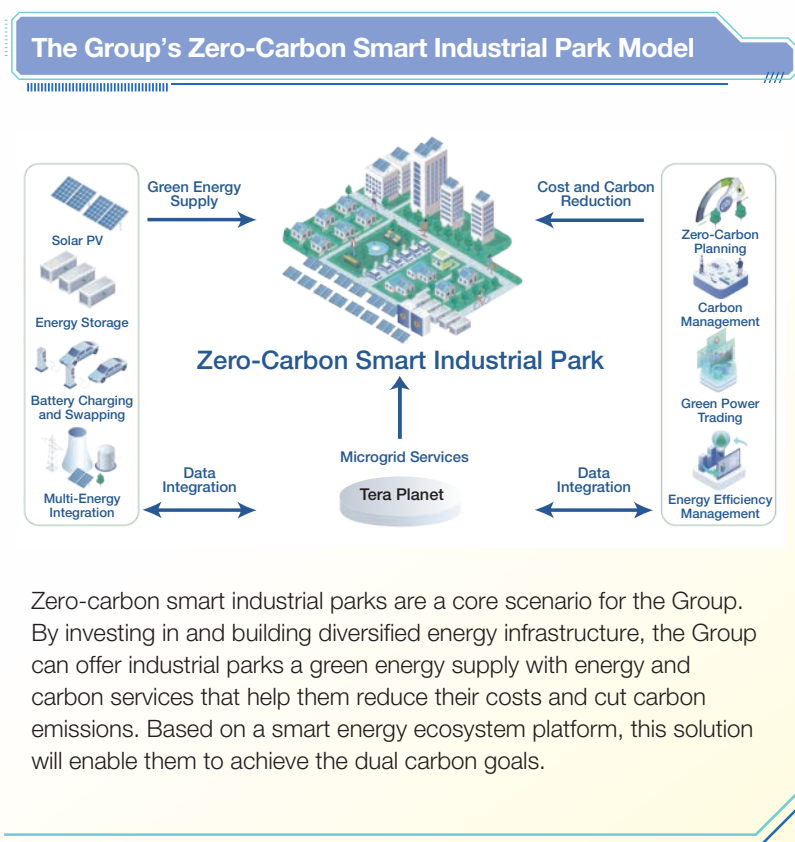 The Group's Zero-Carbon Smart Industrial Park Model
Green Energy
Supply
Cost and Carbon
Reduction
Solar PV
Energy Storage
Battery Charging
and Swapping
Multi-Energy
Integration
Zero-Carbon
Planning
Carbon
Management
Green Power
Trading
Energy Efficiency
Management
Zero-Carbon Smart Industrial Park
Microgrid Services
Tera Planet
Data
Integration
Data
Integration
Zero-carbon smart industrial parks are a core scenario for the Group.
By investing in and building diversified energy infrastructure, the Group
can offer industrial parks a green energy supply with energy and
carbon services that help them reduce their costs and cut carbon
emissions. Based on a smart energy ecosystem platform, this solution
will enable them to achieve the dual carbon goals.